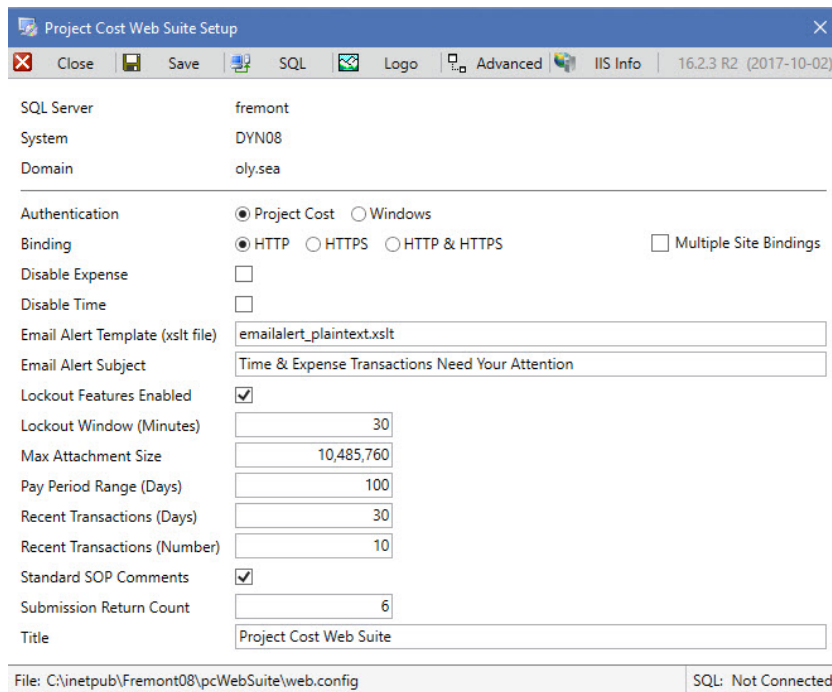 Project Cost Web Suite Setup
Close Save SQL Logo Advanced IIS Info 16.2.3 R2 (2017-10-02)
SQL Server fremont
System DYN08
Domain oly.sea
Authentication Project Cost Windows
Binding HTTP HTTPS HTTP & HTTPS Multiple Site Bindings
Disable Expense
Disable Time
Email Alert Template (xslt file) emailalert_plaintext.xslt
Email Alert Subject Time & Expense Transactions Need Your Attention
Lockout Features Enabled
Lockout Window (Minutes) 30
Max Attachment Size 10,485,760
Pay Period Range (Days) 100
Recent Transactions (Days) 30
Recent Transactions (Number) 10
Standard SOP Comments
Submission Return Count 6
Title Project Cost Web Suite
File: C:\inetpub\Fremont08\pcWebSuite\web.config SQL: Not Connected